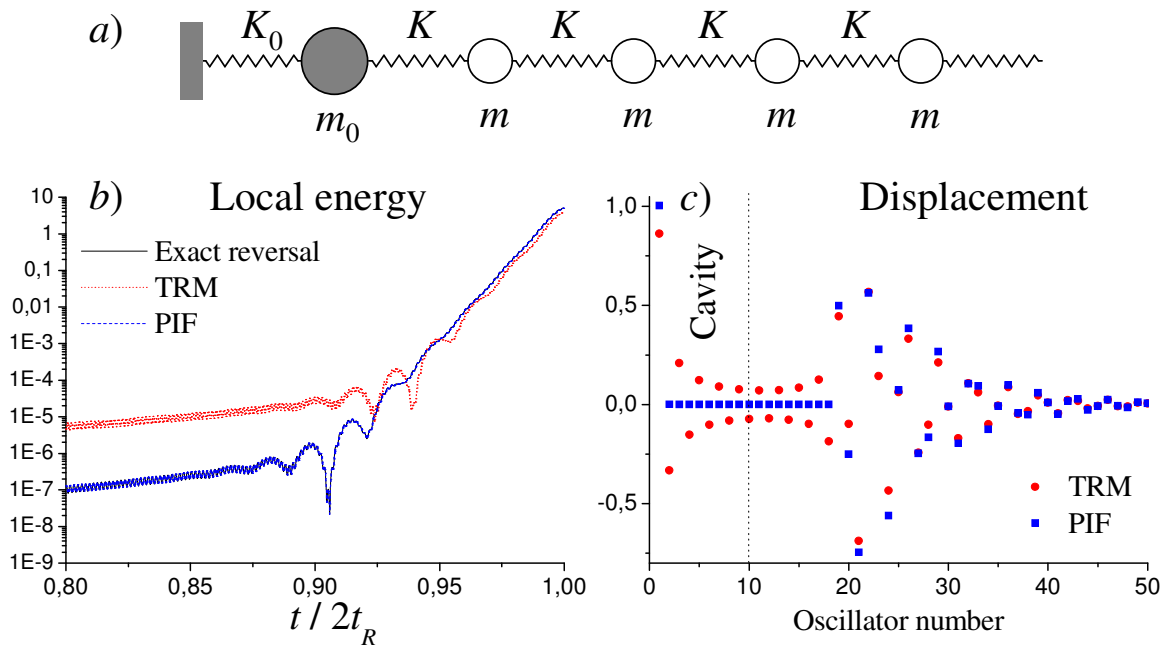 a)
K₀ K K K K
m₀ m m m m
b) Local energy
10
1
0,1
0,01
1E-3
1E-4
1E-5
1E-6
1E-7
1E-8
1E-9
Exact reversal
TRM
PIF
0,80 0,85 0,90 0,95 1,00
t / 2t_R
c) Displacement
1,0
0,5
0,0
-0,5
Cavity
TRM
PIF
0 10 20 30 40 50
Oscillator number